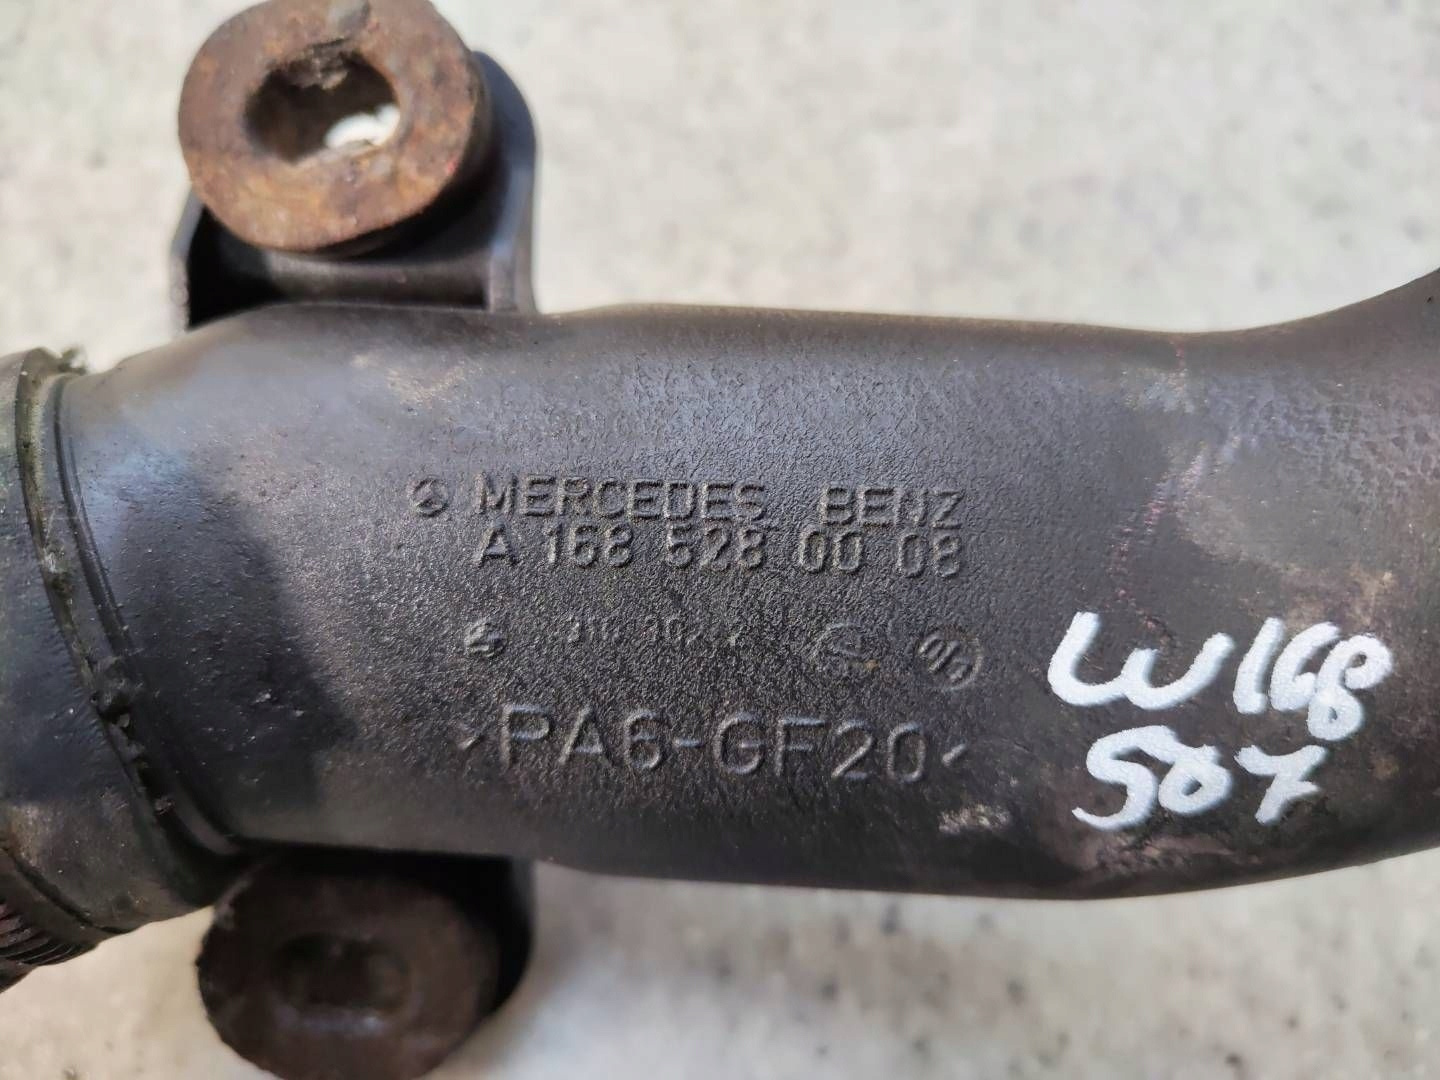 MERCEDES BENZ
A 168 528 00 08
>PA6-GF20<
W168
507